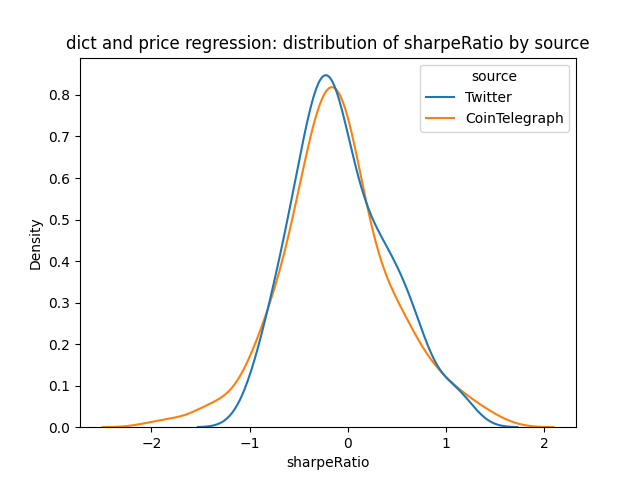 dict and price regression: distribution of sharpeRatio by source
source
Twitter
CoinTelegraph
Density
0.8
0.7
0.6
0.5
0.4
0.3
0.2
0.1
0.0
−2
−1
0
1
2
sharpeRatio